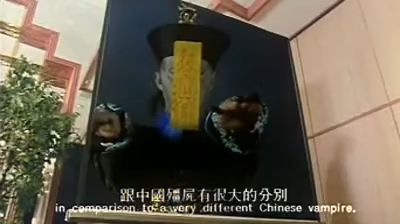 跟中國殭屍有很大的分別
in comparison to a very different Chinese vampire.